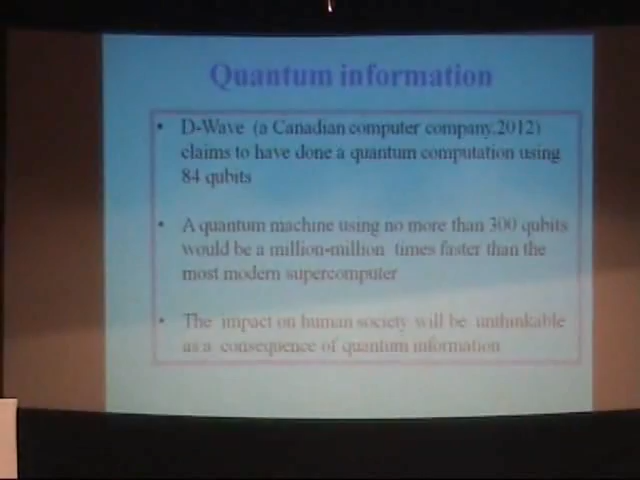 Quantum information
• D-Wave (a Canadian computer company,2012)
claims to have done a quantum computation using
84 qubits
• A quantum machine using no more than 300 qubits
would be a million-million times faster than the
most modern supercomputer
• The impact on human society will be unthinkable
as a consequence of quantum information